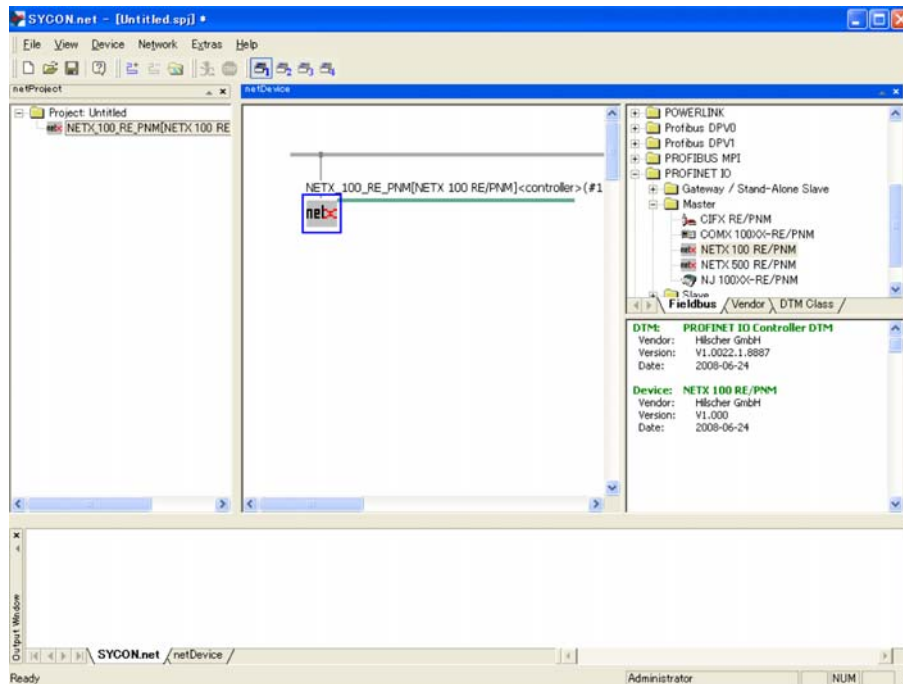 SYCON.net - [Untitled.spj] •
File View Device Network Extras Help
netProject
netDevice
Project: Untitled
netx NETX_100_RE_PNM[NETX 100 RE
NETX_100_RE_PNM[NETX 100 RE/PNM]<controller>(#1
netx
POWERLINK
Profibus DPV0
Profibus DPV1
PROFIBUS MPI
PROFINET IO
Gateway / Stand-Alone Slave
Master
CIFX RE/PNM
COMX 100XX-RE/PNM
netx NETX 100 RE/PNM
netx NETX 500 RE/PNM
NJ 100XX-RE/PNM
Slave
Fieldbus Vendor DTM Class
DTM: PROFINET IO Controller DTM
Vendor: Hilscher GmbH
Version: V1.0022.1.8887
Date: 2008-06-24
Device: NETX 100 RE/PNM
Vendor: Hilscher GmbH
Version: V1.000
Date: 2008-06-24
Output Window
SYCON.net netDevice
Ready
Administrator
NUM